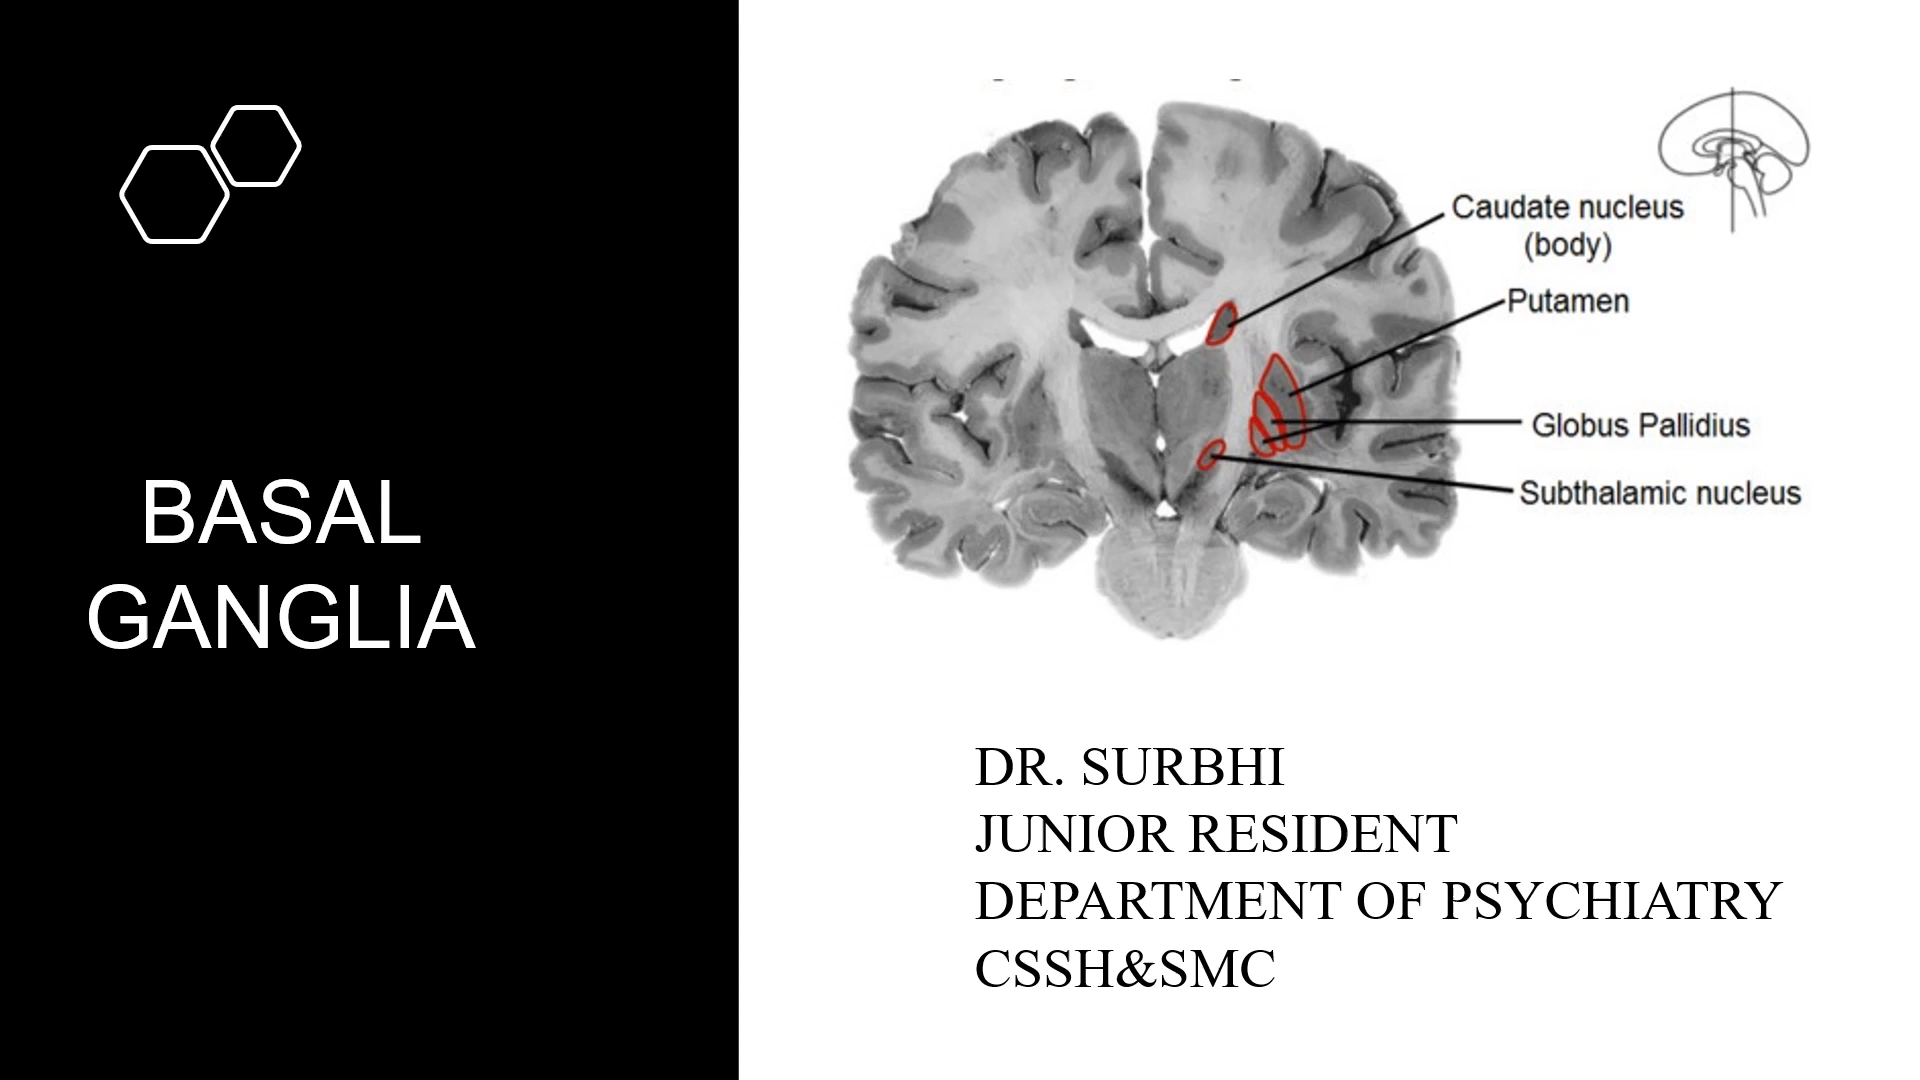 BASAL
GANGLIA
Caudate nucleus
(body)
Putamen
Globus Pallidius
Subthalamic nucleus
DR. SURBHI
JUNIOR RESIDENT
DEPARTMENT OF PSYCHIATRY
CSSH&SMC